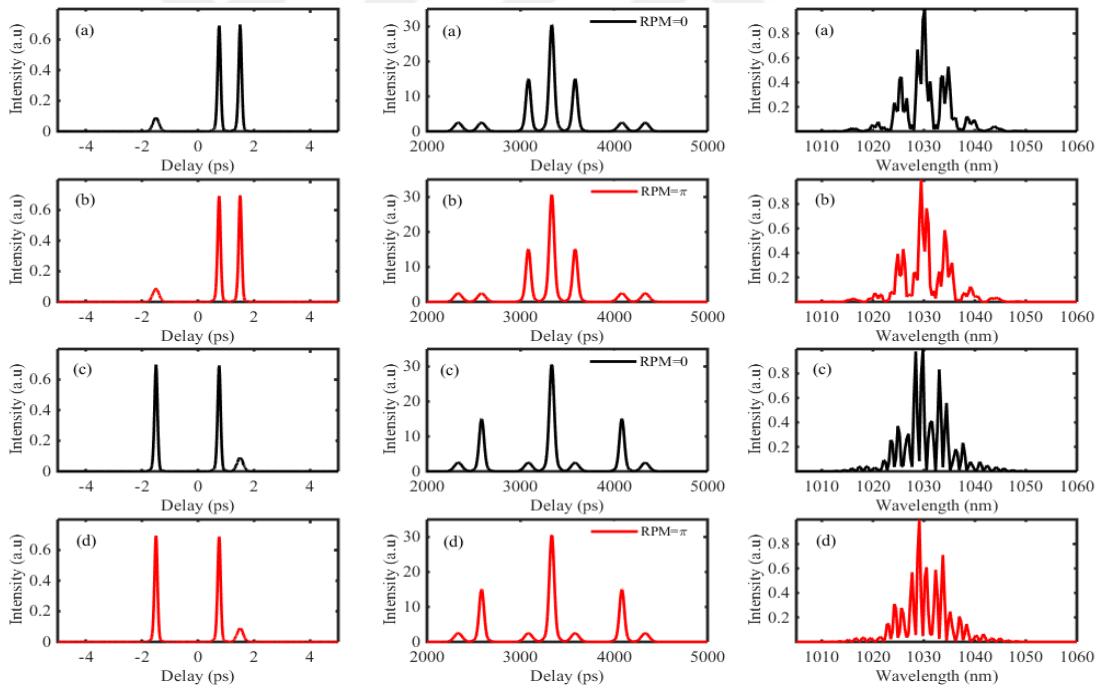 (a)
Intensity (a.u)
0.6
0.4
0.2
0
-4
-2
0
2
4
Delay (ps)
(a)
RPM=0
Intensity (a.u)
30
20
10
0
2000
3000
4000
5000
Delay (ps)
(a)
Intensity (a.u)
0.8
0.6
0.4
0.2
1010
1020
1030
1040
1050
1060
Wavelength (nm)
(b)
Intensity (a.u)
0.6
0.4
0.2
0
-4
-2
0
2
4
Delay (ps)
(b)
RPM=π
Intensity (a.u)
30
20
10
0
2000
3000
4000
5000
Delay (ps)
(b)
Intensity (a.u)
0.8
0.6
0.4
0.2
1010
1020
1030
1040
1050
1060
Wavelength (nm)
(c)
Intensity (a.u)
0.6
0.4
0.2
0
-4
-2
0
2
4
Delay (ps)
(c)
RPM=0
Intensity (a.u)
30
20
10
0
2000
3000
4000
5000
Delay (ps)
(c)
Intensity (a.u)
0.8
0.6
0.4
0.2
1010
1020
1030
1040
1050
1060
Wavelength (nm)
(d)
Intensity (a.u)
0.6
0.4
0.2
0
-4
-2
0
2
4
Delay (ps)
(d)
RPM=π
Intensity (a.u)
30
20
10
0
2000
3000
4000
5000
Delay (ps)
(d)
Intensity (a.u)
0.8
0.6
0.4
0.2
1010
1020
1030
1040
1050
1060
Wavelength (nm)